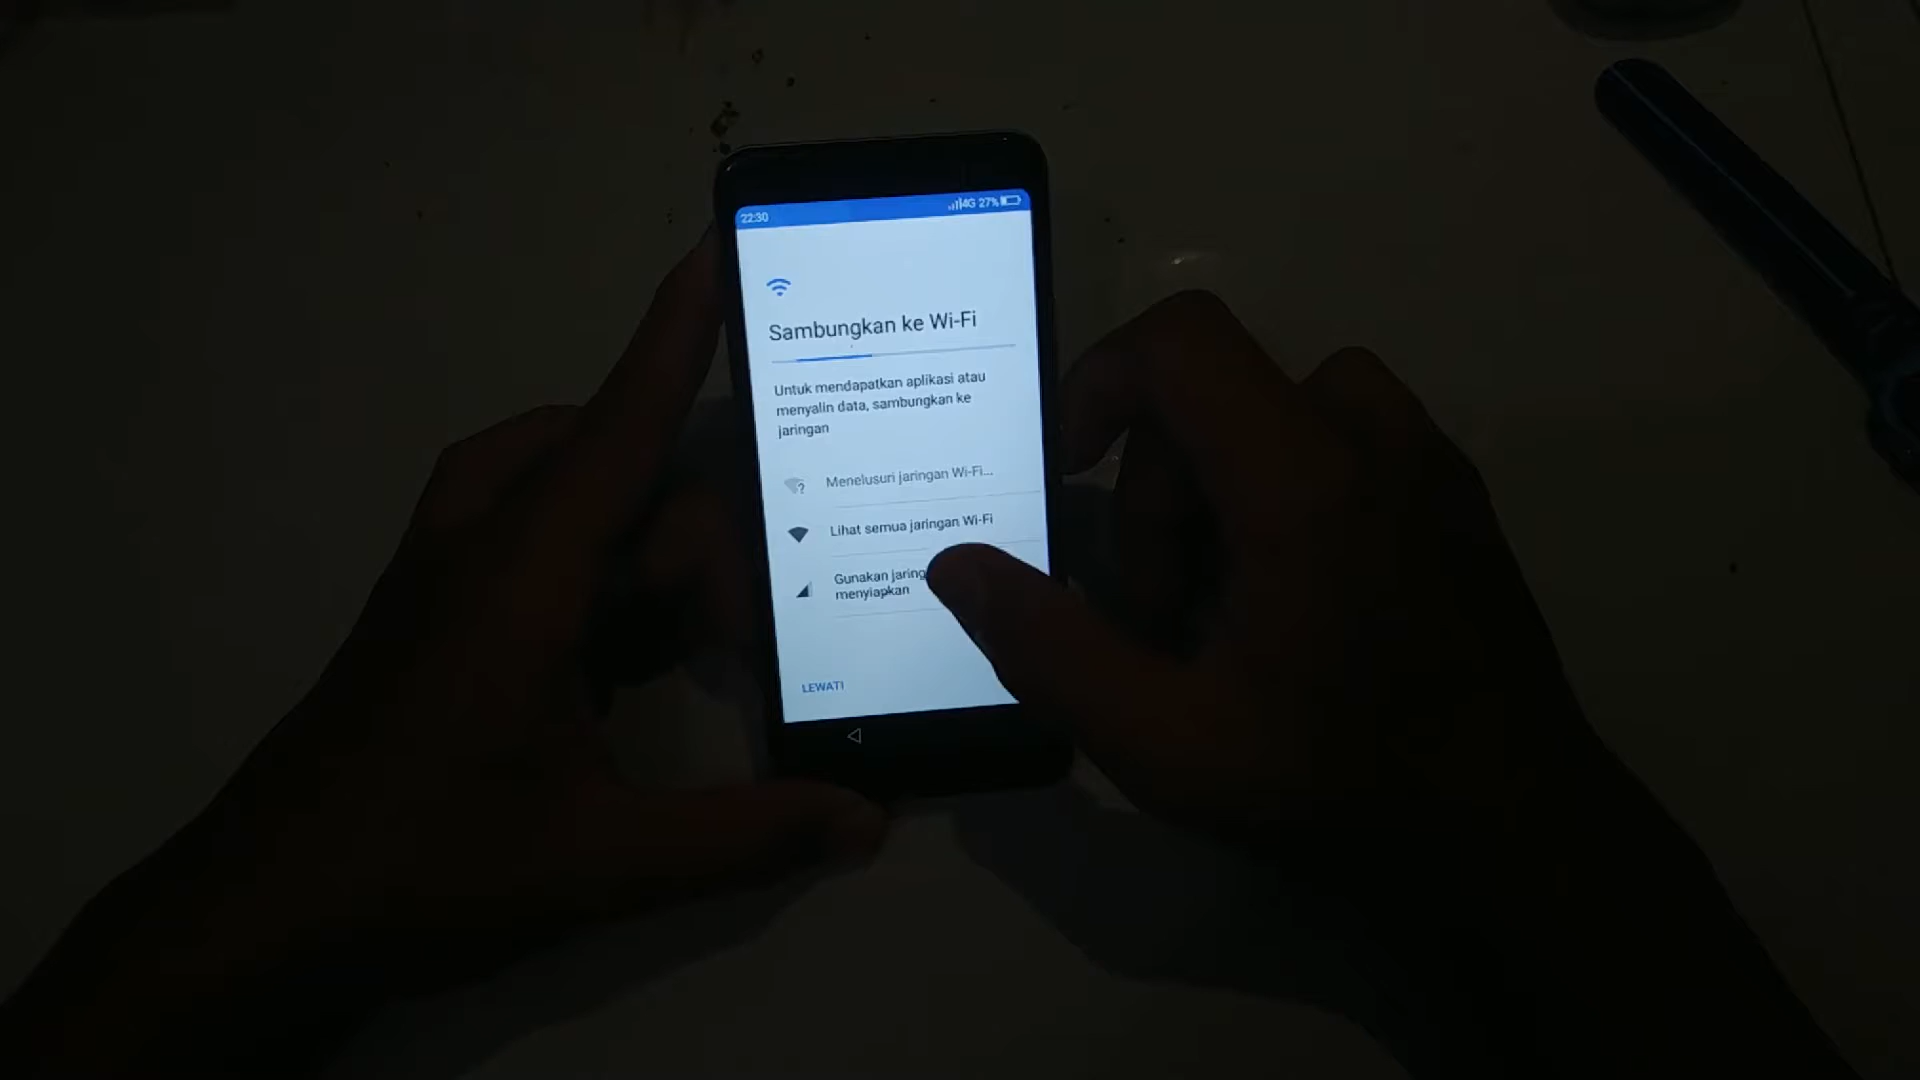 22:30
4G 27%
Sambungkan ke Wi-Fi
Untuk mendapatkan aplikasi atau
menyalin data, sambungkan ke
jaringan
Menelusuri jaringan Wi-Fi...
Lihat semua jaringan Wi-Fi
Gunakan jaring
menyiapkan
LEWATI